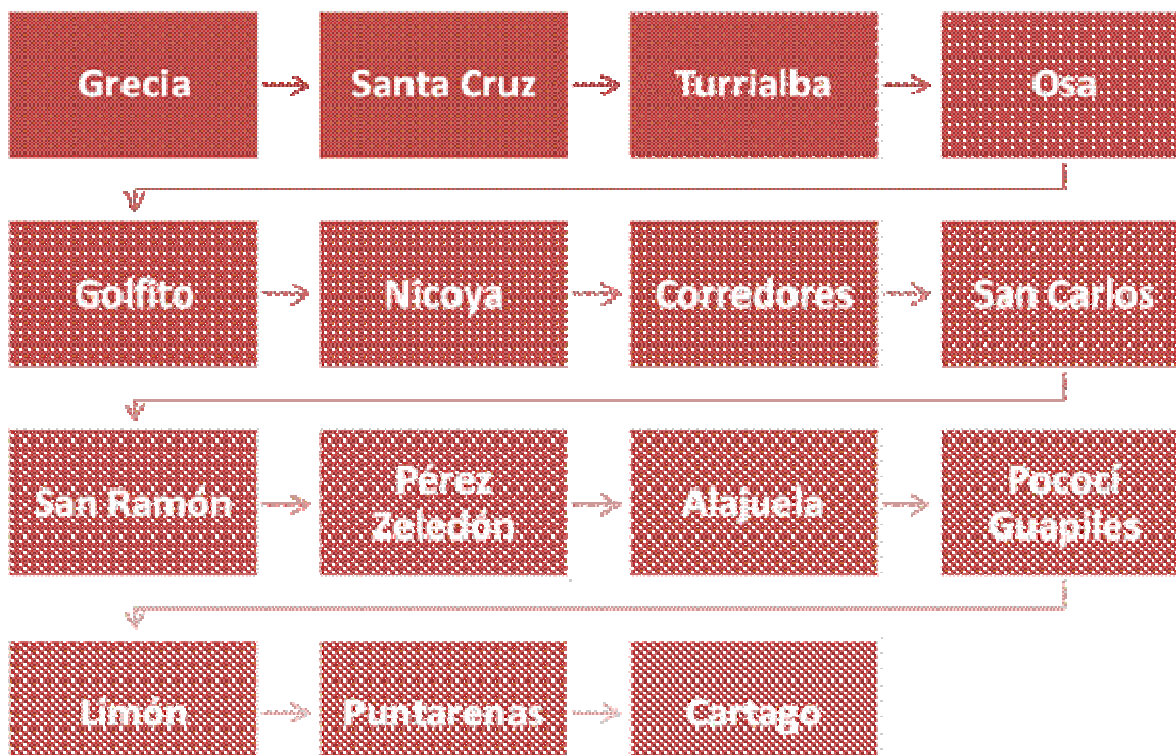 Grecia
Santa Cruz
Turrialba
Osa
Golfito
Nicoya
Corredores
San Carlos
San Ramón
Pérez
Zeledón
Alajuela
Pococí
Guapiles
Limón
Puntarenas
Cartago